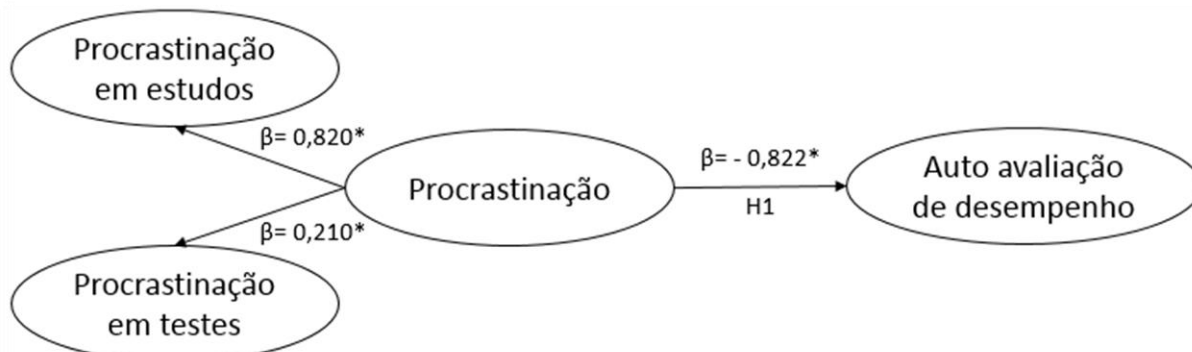 Procrastinação
em estudos
β= 0,820*
Procrastinação
β= - 0,822*
H1
Auto avaliação
de desempenho
β= 0,210*
Procrastinação
em testes